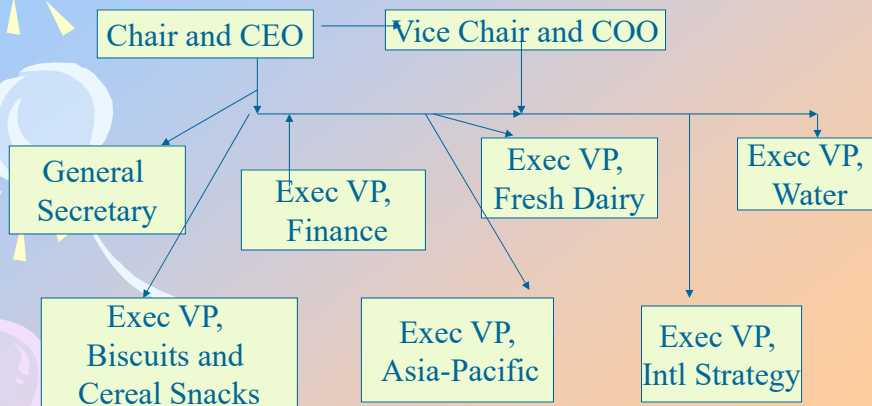 Chair and CEO
Vice Chair and COO
General
Secretary
Exec VP,
Finance
Exec VP,
Fresh Dairy
Exec VP,
Water
Exec VP,
Biscuits and
Cereal Snacks
Exec VP,
Asia-Pacific
Exec VP,
Intl Strategy